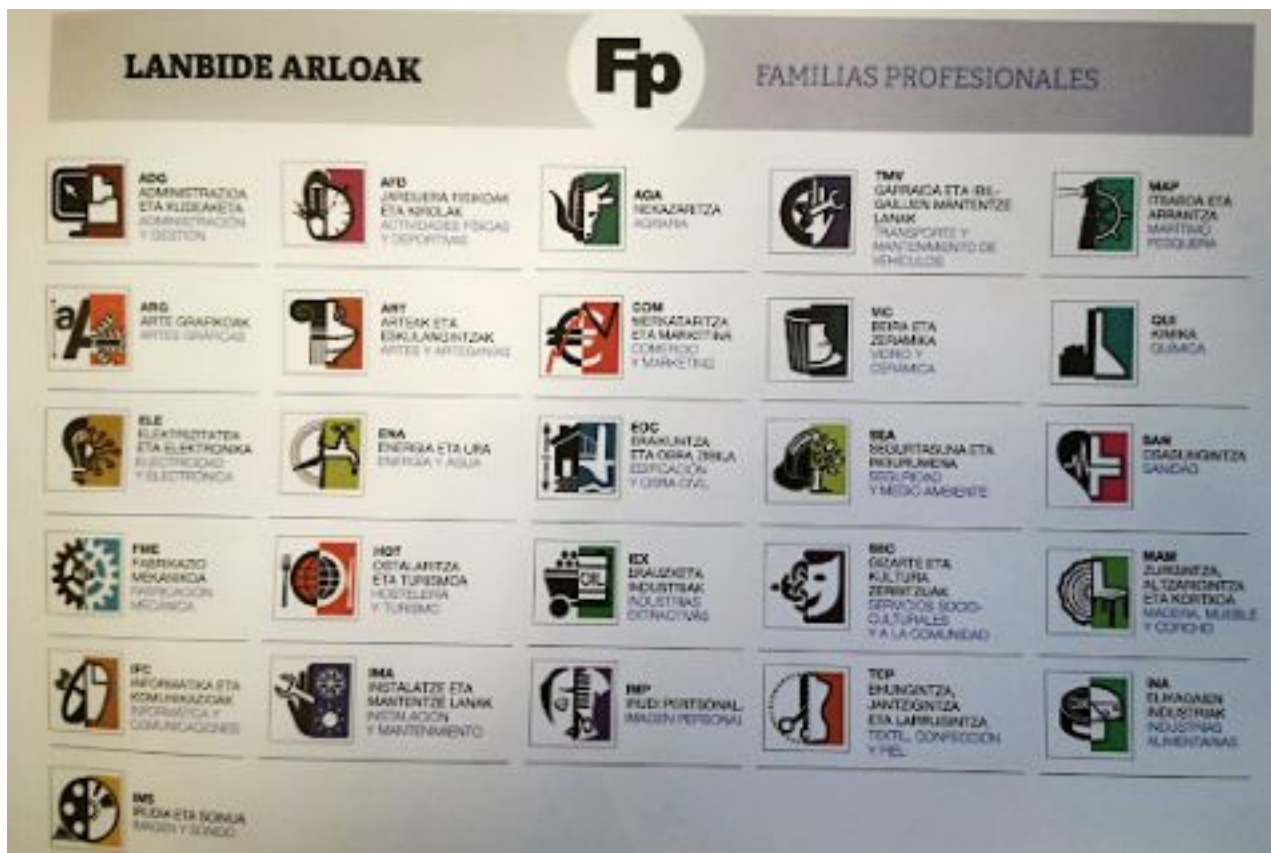 LANBIDE ARLOAK
Fp
FAMILIAS PROFESIONALES
ADG
ADMINISTRAZIOA
ETA KUDEAKETA
ADMINISTRACIÓN
Y GESTIÓN
AFD
JARDUERA FISIKOAK
ETA KIROLAK
ACTIVIDADES FÍSICAS
Y DEPORTIVAS
AGA
NEKAZARITZA
AGRARIA
TMV
GARRAIOA ETA IBIL-
GAILUEN MANTENTZE
LANAK
TRANSPORTE Y
MANTENIMIENTO DE
VEHÍCULOS
MAP
ITSASOA ETA
ARRANTZA
MARÍTIMO
PESQUERA
ARG
ARTE GRAFIKOAK
ARTES GRÁFICAS
ART
ARTEAK ETA
ESKULANGINTZAK
ARTES Y ARTESANÍAS
COM
MERKATARITZA
ETA MARKETINA
COMERCIO
Y MARKETING
VIC
BEIRA ETA
ZERAMIKA
VIDRIO Y
CERÁMICA
QUI
KIMIKA
QUÍMICA
ELE
ELEKTRIZITATEA
ETA ELEKTRONIKA
ELECTRICIDAD
Y ELECTRÓNICA
ENA
ENERGIA ETA URA
ENERGÍA Y AGUA
EOC
ERAIKUNTZA
ETA OBRA ZIBILA
EDIFICACIÓN
Y OBRA CIVIL
SEA
SEGURTASUNA ETA
INGURUMENA
SEGURIDAD
Y MEDIO AMBIENTE
SAN
OSASUNGINTZA
SANIDAD
FME
FABRIKAZIO
MEKANIKOA
FABRICACIÓN
MECÁNICA
HOT
OSTALARITZA
ETA TURISMOA
HOSTELERÍA
Y TURISMO
IEX
ERAUZKETA
INDUSTRIAK
INDUSTRIAS
EXTRACTIVAS
OIL
SSC
GIZARTE ETA
KULTURA
ZERBITZUAK
SERVICIOS SOCIO-
CULTURALES
Y A LA COMUNIDAD
MAM
ZURGINTZA,
ALTZARIGINTZA
ETA KORTXOA
MADERA, MUEBLE
Y CORCHO
IFC
INFORMATIKA ETA
KOMUNIKAZIOAK
INFORMÁTICA Y
COMUNICACIONES
IMA
INSTALATZE ETA
MANTENTZE LANAK
INSTALACIÓN
Y MANTENIMIENTO
IMP
IRUDI PERTSONAL
IMAGEN PERSONAL
TCP
EHUNGINTZA,
JANTZIGINTZA
ETA LARRUGINTZA
TEXTIL, CONFECCIÓN
Y PIEL
INA
ELIKAGAIEN
INDUSTRIAK
INDUSTRIAS
ALIMENTARIAS
IMS
IRUDIA ETA SOINUA
IMAGEN Y SONIDO